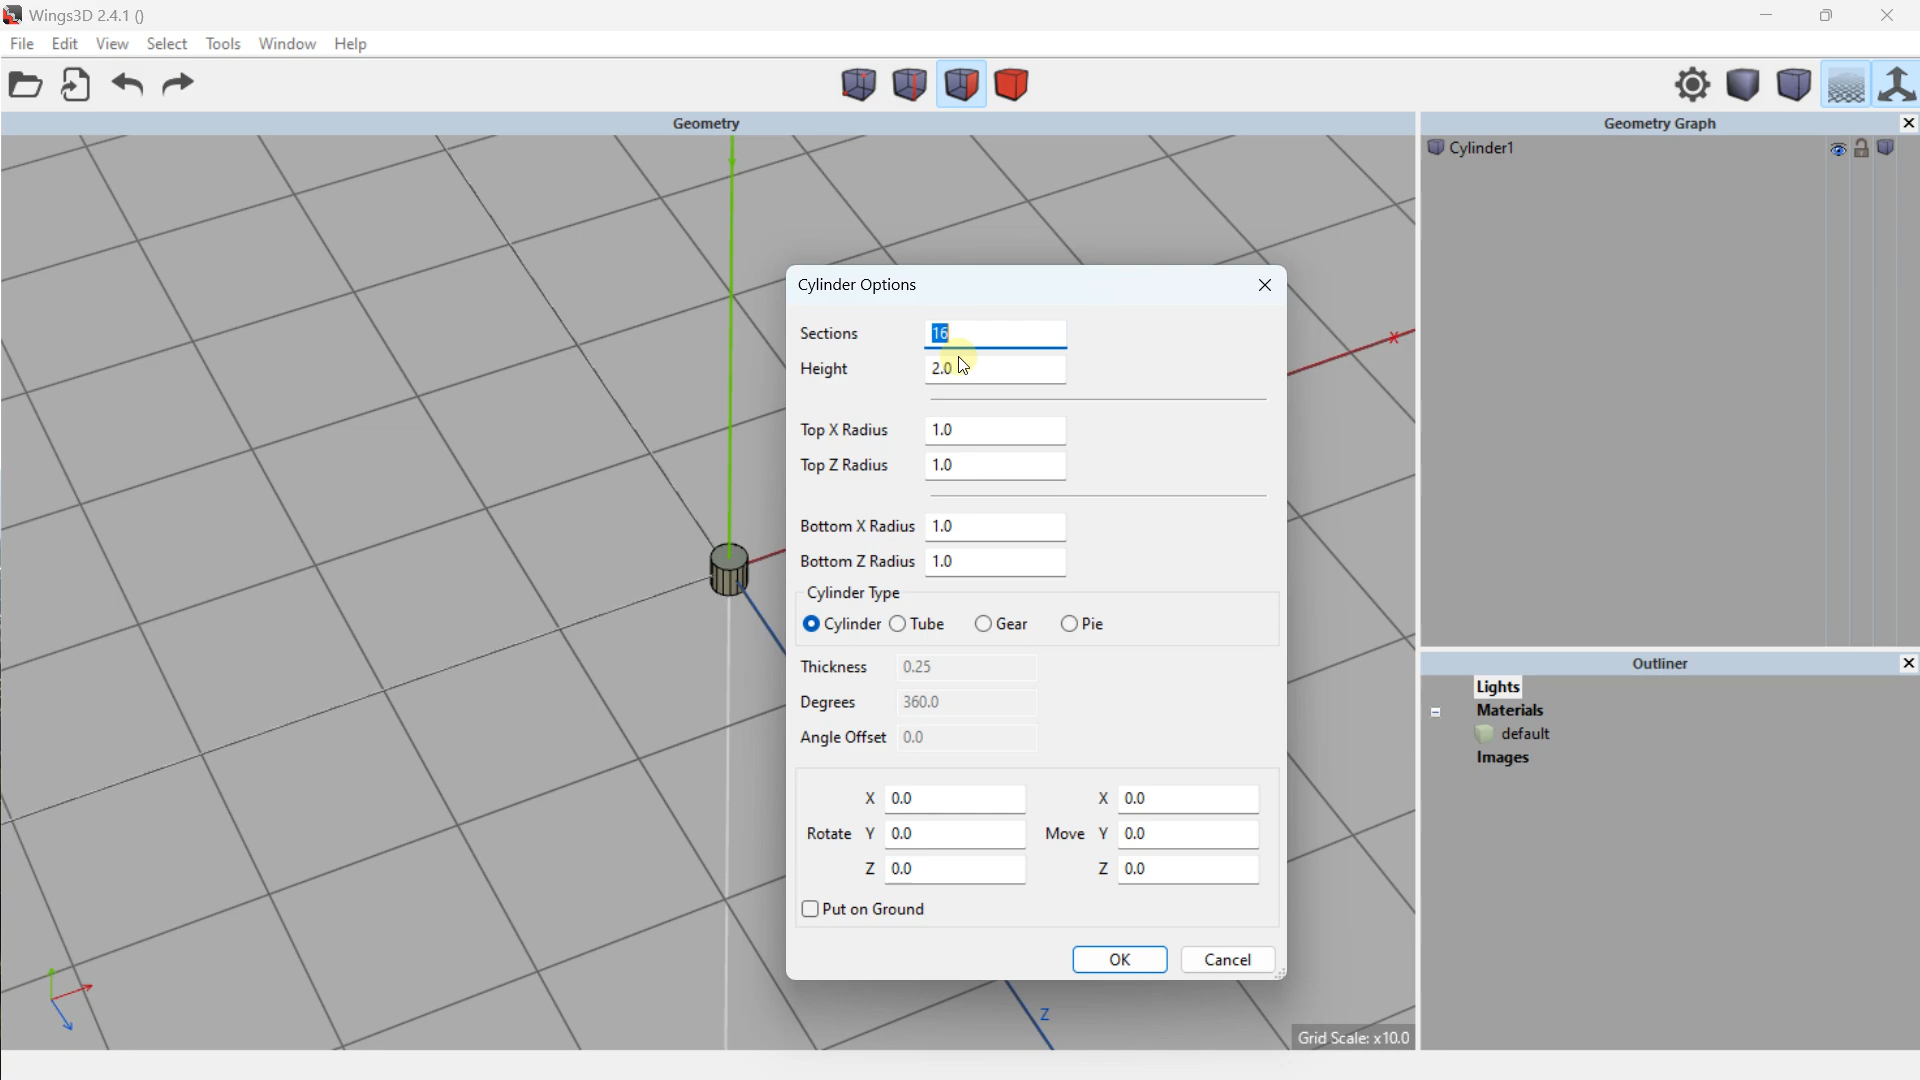 Wings3D 2.4.1 ()
File Edit View Select Tools Window Help
Geometry
Geometry Graph
Cylinder1
X
Z
Grid Scale: x10.0
Cylinder Options
Sections 16
Height 2.0
Top X Radius 1.0
Top Z Radius 1.0
Bottom X Radius 1.0
Bottom Z Radius 1.0
Cylinder Type
Cylinder Tube Gear Pie
Thickness 0.25
Degrees 360.0
Angle Offset 0.0
X 0.0 X 0.0
Rotate Y 0.0 Move Y 0.0
Z 0.0 Z 0.0
Put on Ground
OK Cancel
Outliner
Lights
Materials
default
Images